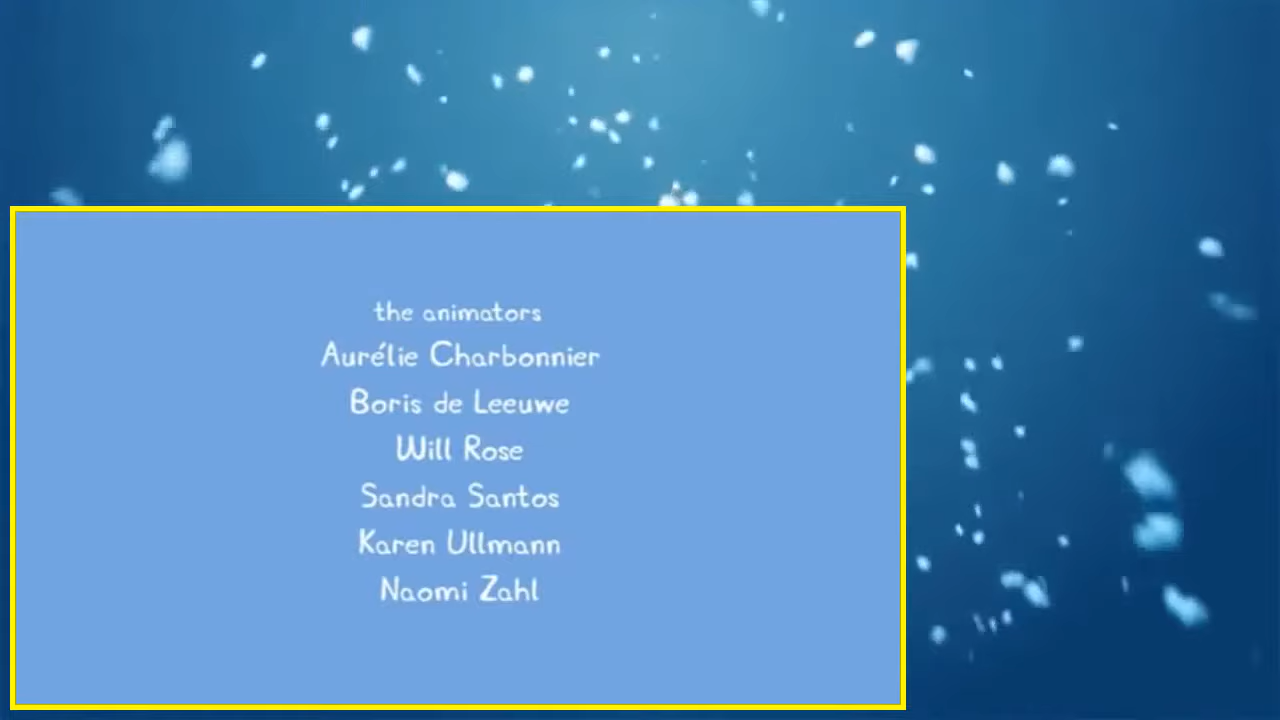 the animators
Aurélie Charbonnier
Boris de Leeuwe
Will Rose
Sandra Santos
Karen Ullmann
Naomi Zahl